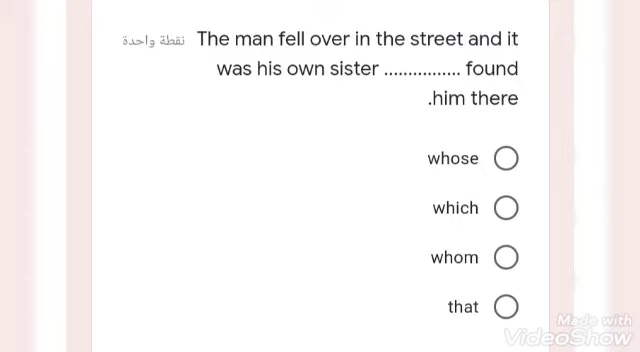 The man fell over in the street and it نقطة واحدة
was his own sister ................ found
.him there
whose
which
whom
that
Made with
VideoShow